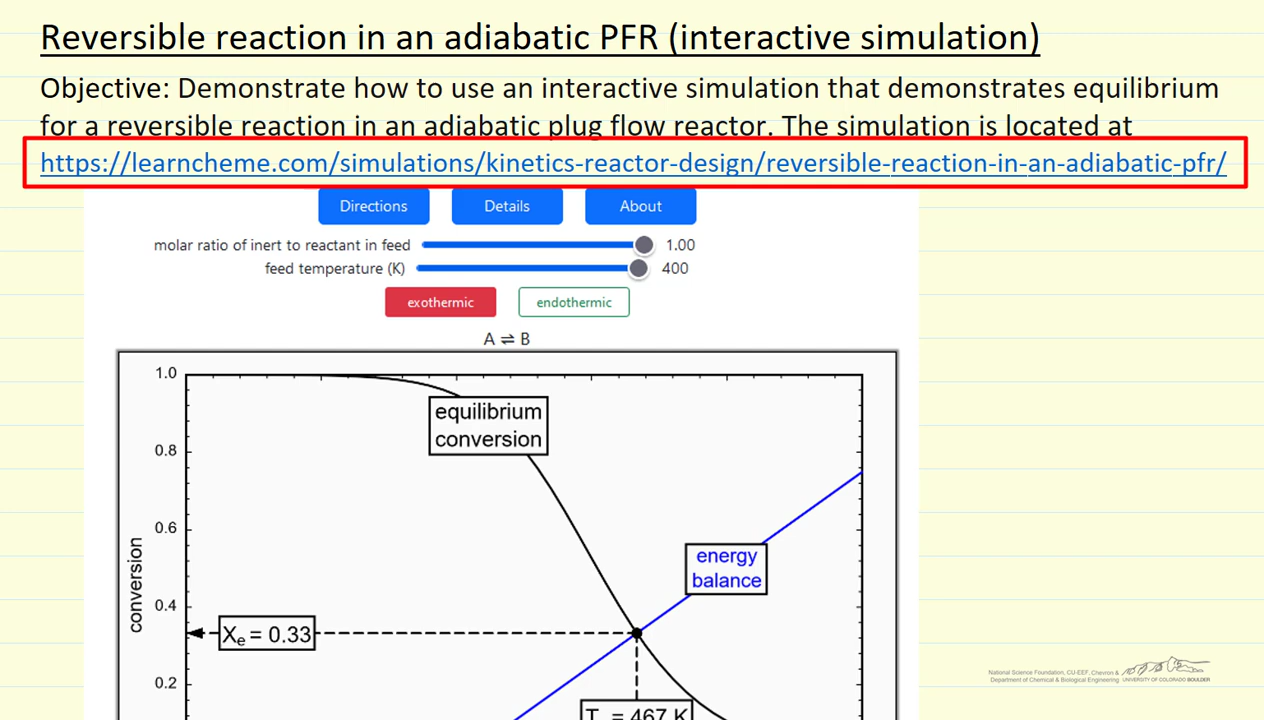 Reversible reaction in an adiabatic PFR (interactive simulation)
Objective: Demonstrate how to use an interactive simulation that demonstrates equilibrium
for a reversible reaction in an adiabatic plug flow reactor. The simulation is located at
https://learncheme.com/simulations/kinetics-reactor-design/reversible-reaction-in-an-adiabatic-pfr/
Directions Details About
molar ratio of inert to reactant in feed 1.00
feed temperature (K) 400
exothermic endothermic
A ⇌ B
1.0
equilibrium
conversion
0.8
0.6
energy
balance
conversion
0.4
Xe = 0.33
0.2
= 467 K
National Science Foundation, CU-EEF, Chevron &
Department of Chemical & Biological Engineering UNIVERSITY OF COLORADO BOULDER